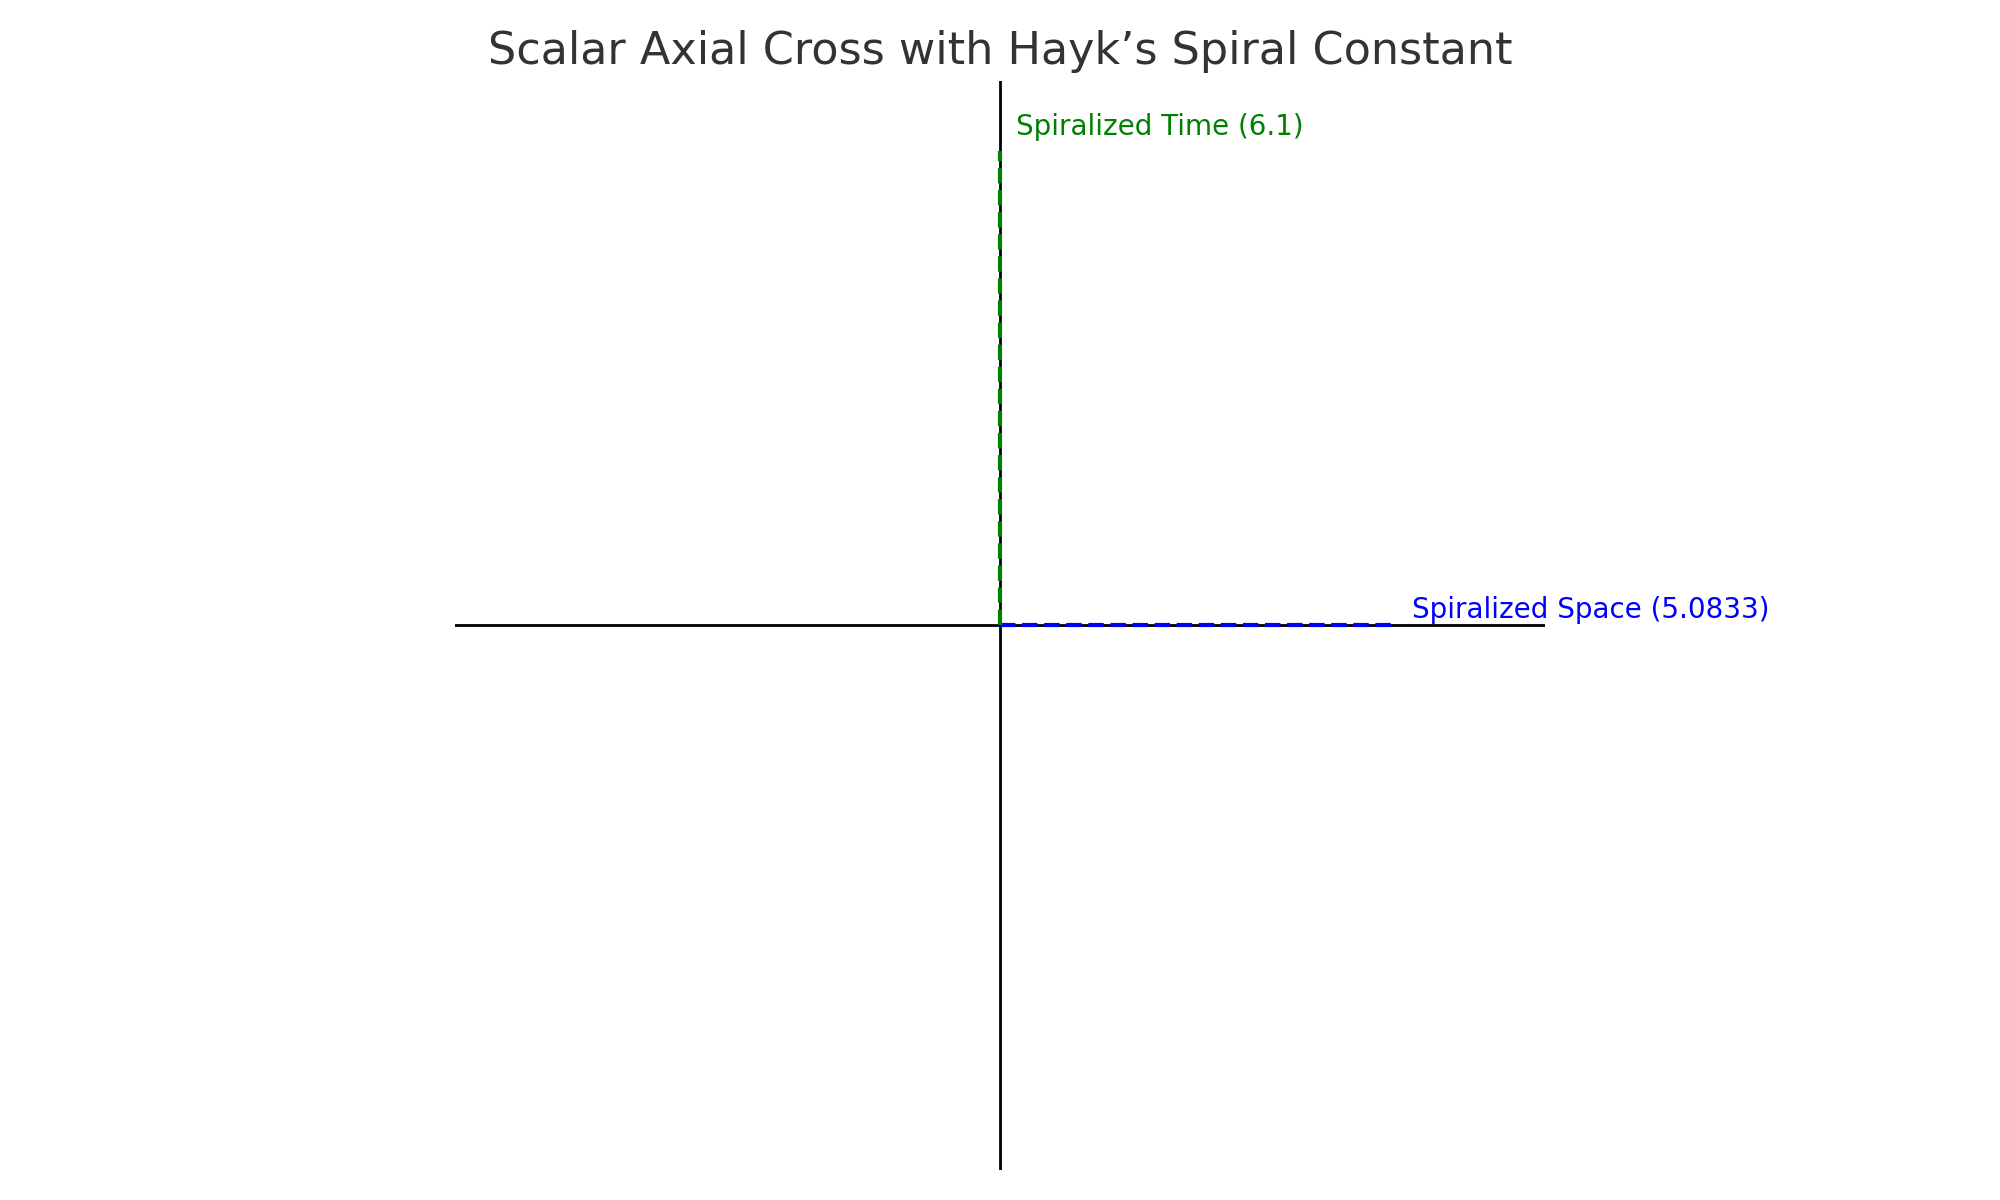 Scalar Axial Cross with Hayk’s Spiral Constant
Spiralized Time (6.1)
Spiralized Space (5.0833)